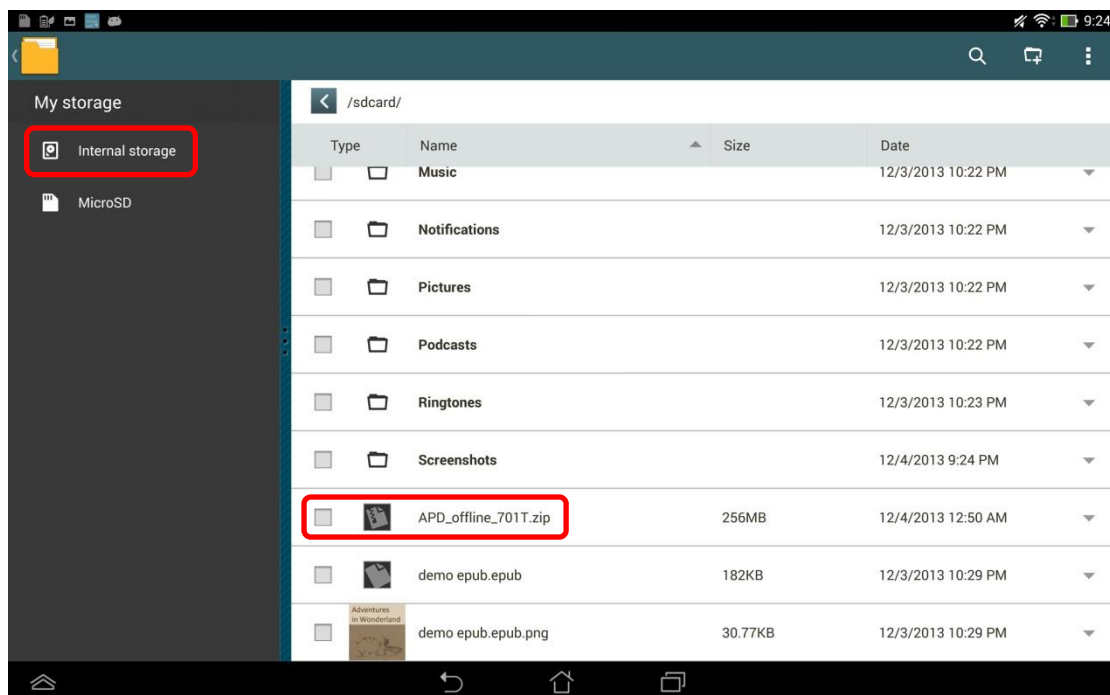 9:24
My storage
Internal storage
MicroSD
/sdcard/
Type Name Size Date
Music 12/3/2013 10:22 PM
Notifications 12/3/2013 10:22 PM
Pictures 12/3/2013 10:22 PM
Podcasts 12/3/2013 10:22 PM
Ringtones 12/3/2013 10:23 PM
Screenshots 12/4/2013 9:24 PM
APD_offline_701T.zip 256MB 12/4/2013 12:50 AM
demo epub.epub 182KB 12/3/2013 10:29 PM
Adventures
in Wonderland
demo epub.epub.png 30.77KB 12/3/2013 10:29 PM